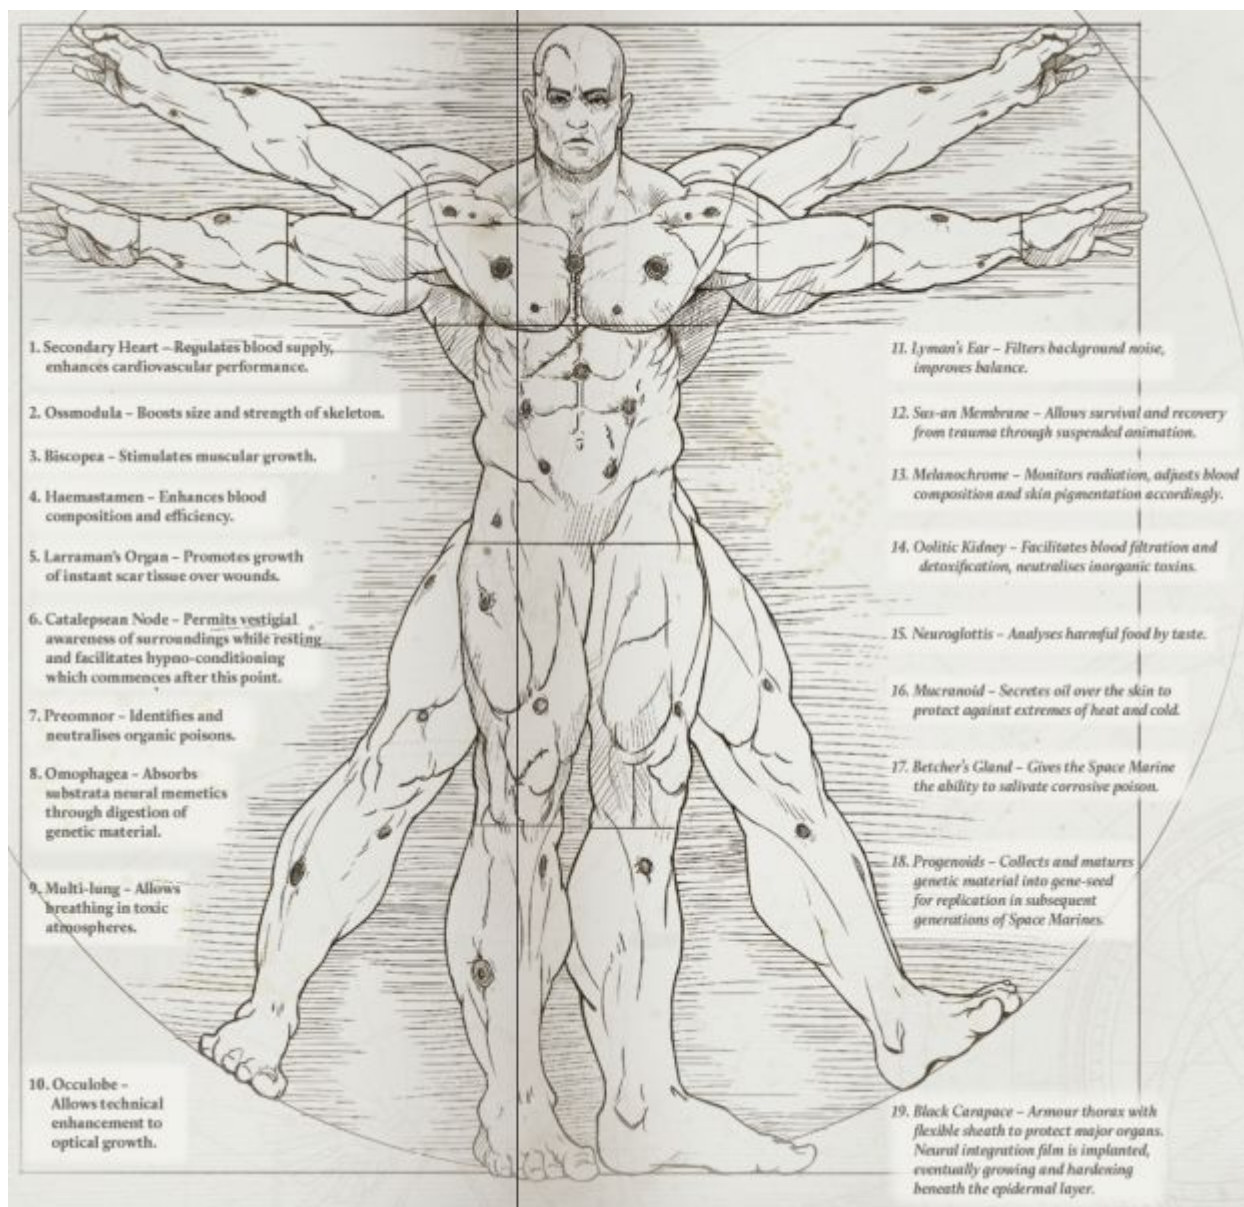 1. Secondary Heart – Regulates blood supply,
enhances cardiovascular performance.
2. Ossmodula – Boosts size and strength of skeleton.
3. Biscopea – Stimulates muscular growth.
4. Haemastamen – Enhances blood
composition and efficiency.
5. Larraman's Organ – Promotes growth
of instant scar tissue over wounds.
6. Catalepsean Node – Permits vestigial
awareness of surroundings while resting
and facilitates hypno-conditioning
which commences after this point.
7. Preomnor – Identifies and
neutralises organic poisons.
8. Omophagea – Absorbs
substrata neural memetics
through digestion of
genetic material.
9. Multi-lung – Allows
breathing in toxic
atmospheres.
10. Occulobe –
Allows technical
enhancement to
optical growth.
11. Lyman's Ear – Filters background noise,
improves balance.
12. Sus-an Membrane – Allows survival and recovery
from trauma through suspended animation.
13. Melanochrome – Monitors radiation, adjusts blood
composition and skin pigmentation accordingly.
14. Oolitic Kidney – Facilitates blood filtration and
detoxification, neutralises inorganic toxins.
15. Neuroglottis – Analyses harmful food by taste.
16. Mucranoid – Secretes oil over the skin to
protect against extremes of heat and cold.
17. Betcher's Gland – Gives the Space Marine
the ability to salivate corrosive poison.
18. Progenoids – Collects and matures
genetic material into gene-seed
for replication in subsequent
generations of Space Marines.
19. Black Carapace – Armour thorax with
flexible sheath to protect major organs.
Neural integration film is implanted,
eventually growing and hardening
beneath the epidermal layer.